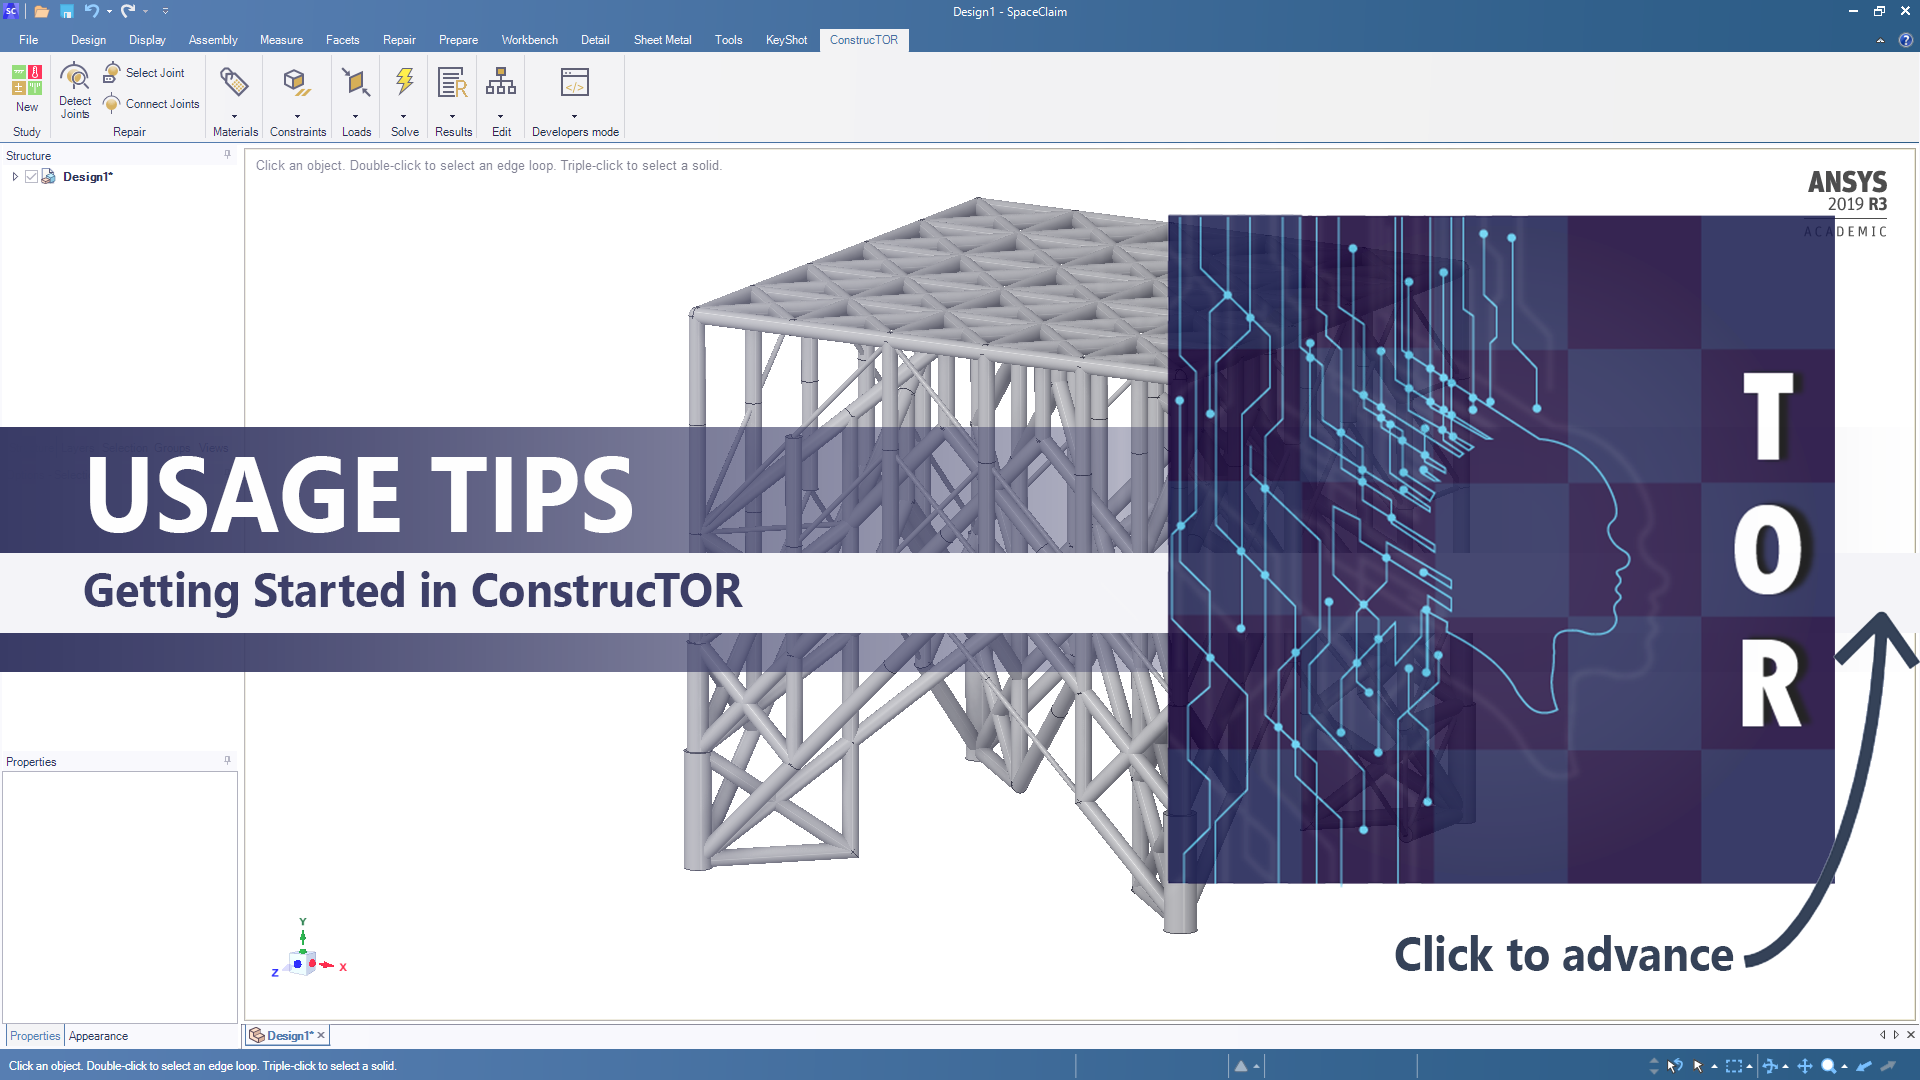 SC
Design1 - SpaceClaim
File Design Display Assembly Measure Facets Repair Prepare Workbench Detail Sheet Metal Tools KeyShot ConstrucTOR
New
Study
Detect
Joints
Select Joint
Connect Joints
Repair
Materials
Constraints
Loads
Solve
Results
Edit
Developers mode
Structure
Design1*
Click an object. Double-click to select an edge loop. Triple-click to select a solid.
ANSYS
2019 R3
ACADEMIC
USAGE TIPS
Getting Started in ConstrucTOR
T
O
R
Click to advance
Properties
Y
Z
X
Properties Appearance
Design1*
Click an object. Double-click to select an edge loop. Triple-click to select a solid.